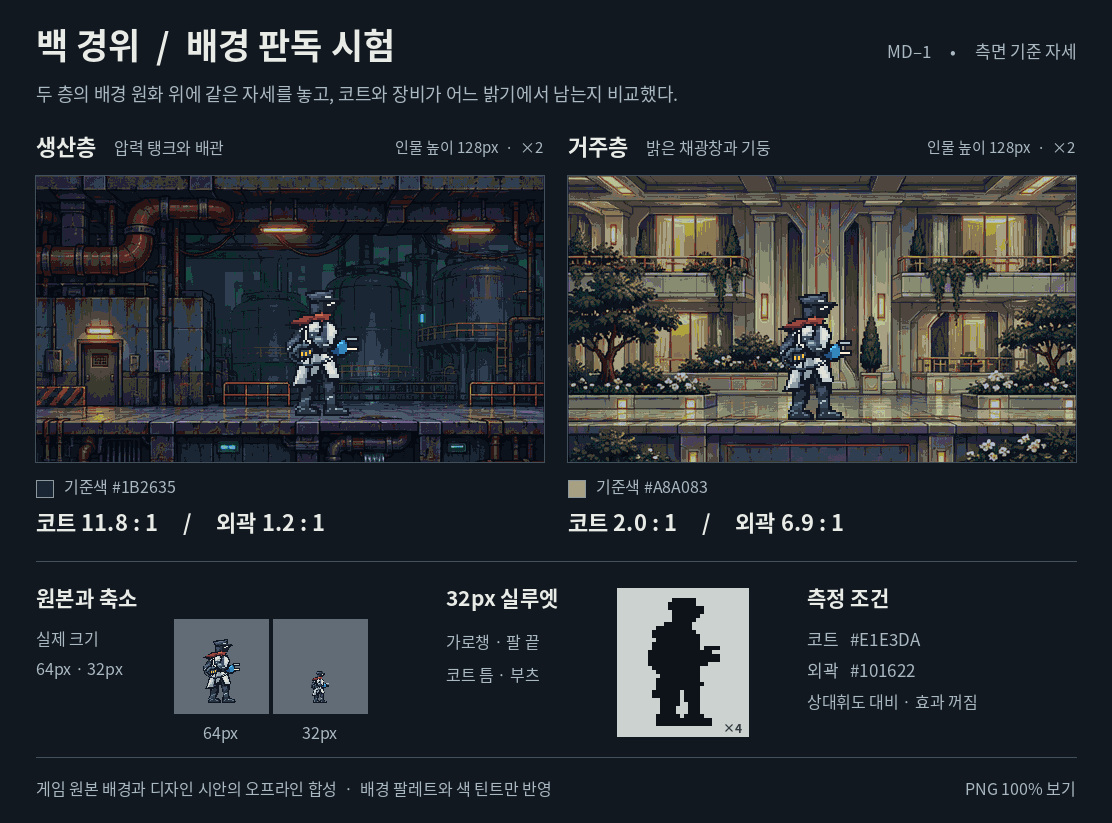 백 경위 / 배경 판독 시험
MD–1 • 측면 기준 자세
두 층의 배경 원화 위에 같은 자세를 놓고, 코트와 장비가 어느 밝기에서 남는지 비교했다.
생산층 압력 탱크와 배관 인물 높이 128px · ×2
거주층 밝은 채광창과 기둥 인물 높이 128px · ×2
기준색 #1B2635
코트 11.8 : 1 / 외곽 1.2 : 1
기준색 #A8A083
코트 2.0 : 1 / 외곽 6.9 : 1
원본과 축소
실제 크기
64px · 32px
64px
32px
32px 실루엣
가로챙 · 팔 끝
코트 틈 · 부츠
×4
측정 조건
코트 #E1E3DA
외곽 #101622
상대휘도 대비 · 효과 꺼짐
게임 원본 배경과 디자인 시안의 오프라인 합성 · 배경 팔레트와 색 틴트만 반영
PNG 100% 보기